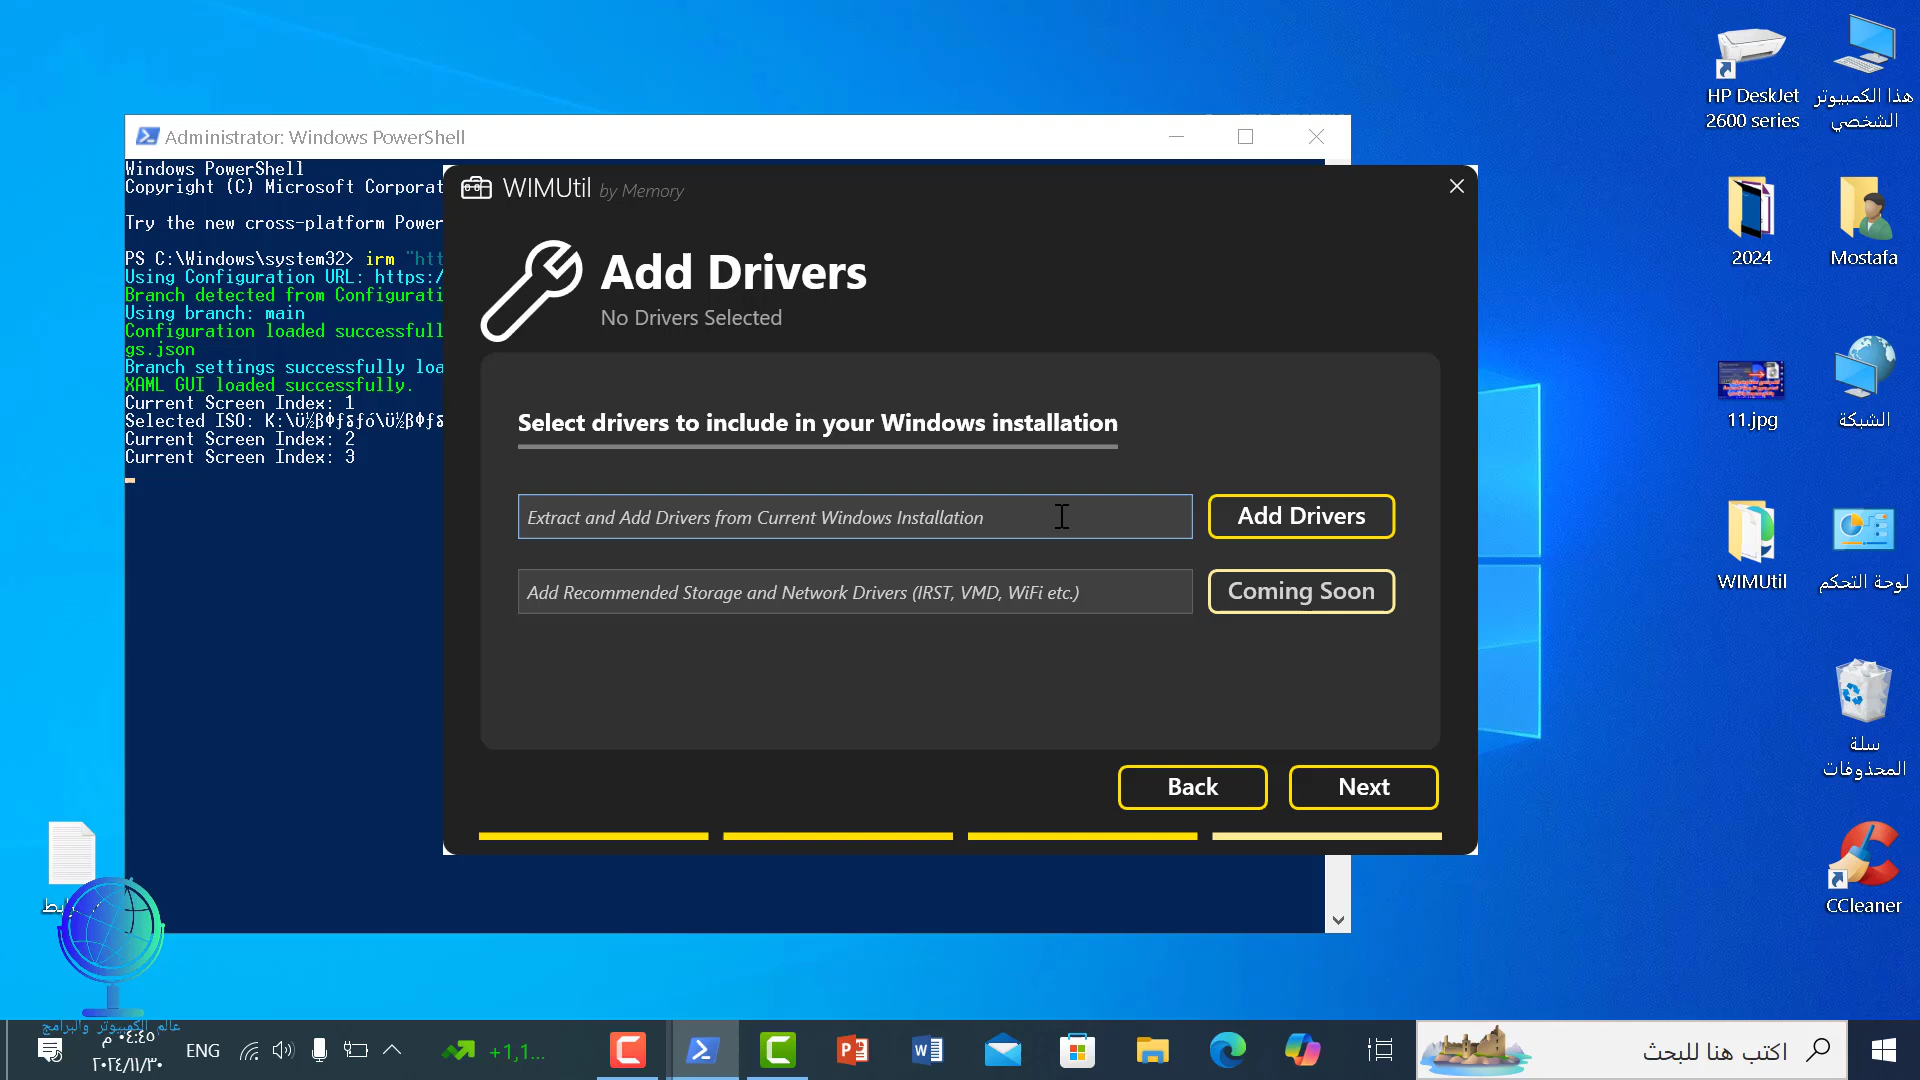 Administrator: Windows PowerShell
Windows PowerShell
Copyright (C) Microsoft Corporat
Try the new cross-platform Power
PS C:\Windows\system32> irm "htt
Using Configuration URL: https:/
Branch detected from Configurati
Using branch: main
Configuration loaded successfull
gs.json
Branch settings successfully loa
XAML GUI loaded successfully.
Current Screen Index: 1
Selected ISO: K:\
Current Screen Index: 2
Current Screen Index: 3
WIMUtil by Memory
Add Drivers
No Drivers Selected
Select drivers to include in your Windows installation
Extract and Add Drivers from Current Windows Installation
Add Drivers
Add Recommended Storage and Network Drivers (IRST, VMD, WiFi etc.)
Coming Soon
Back
Next
HP DeskJet
2600 series
هذا الكمبيوتر
الشخصي
2024
Mostafa
11.jpg
الشبكة
WIMUtil
لوحة التحكم
سلة
المحذوفات
CCleaner
عالم الكمبيوتر والبرامج
٠٤:٤٥ م
٢٠٢٤/١١/٣٠
ENG
+1,1...
اكتب هنا للبحث